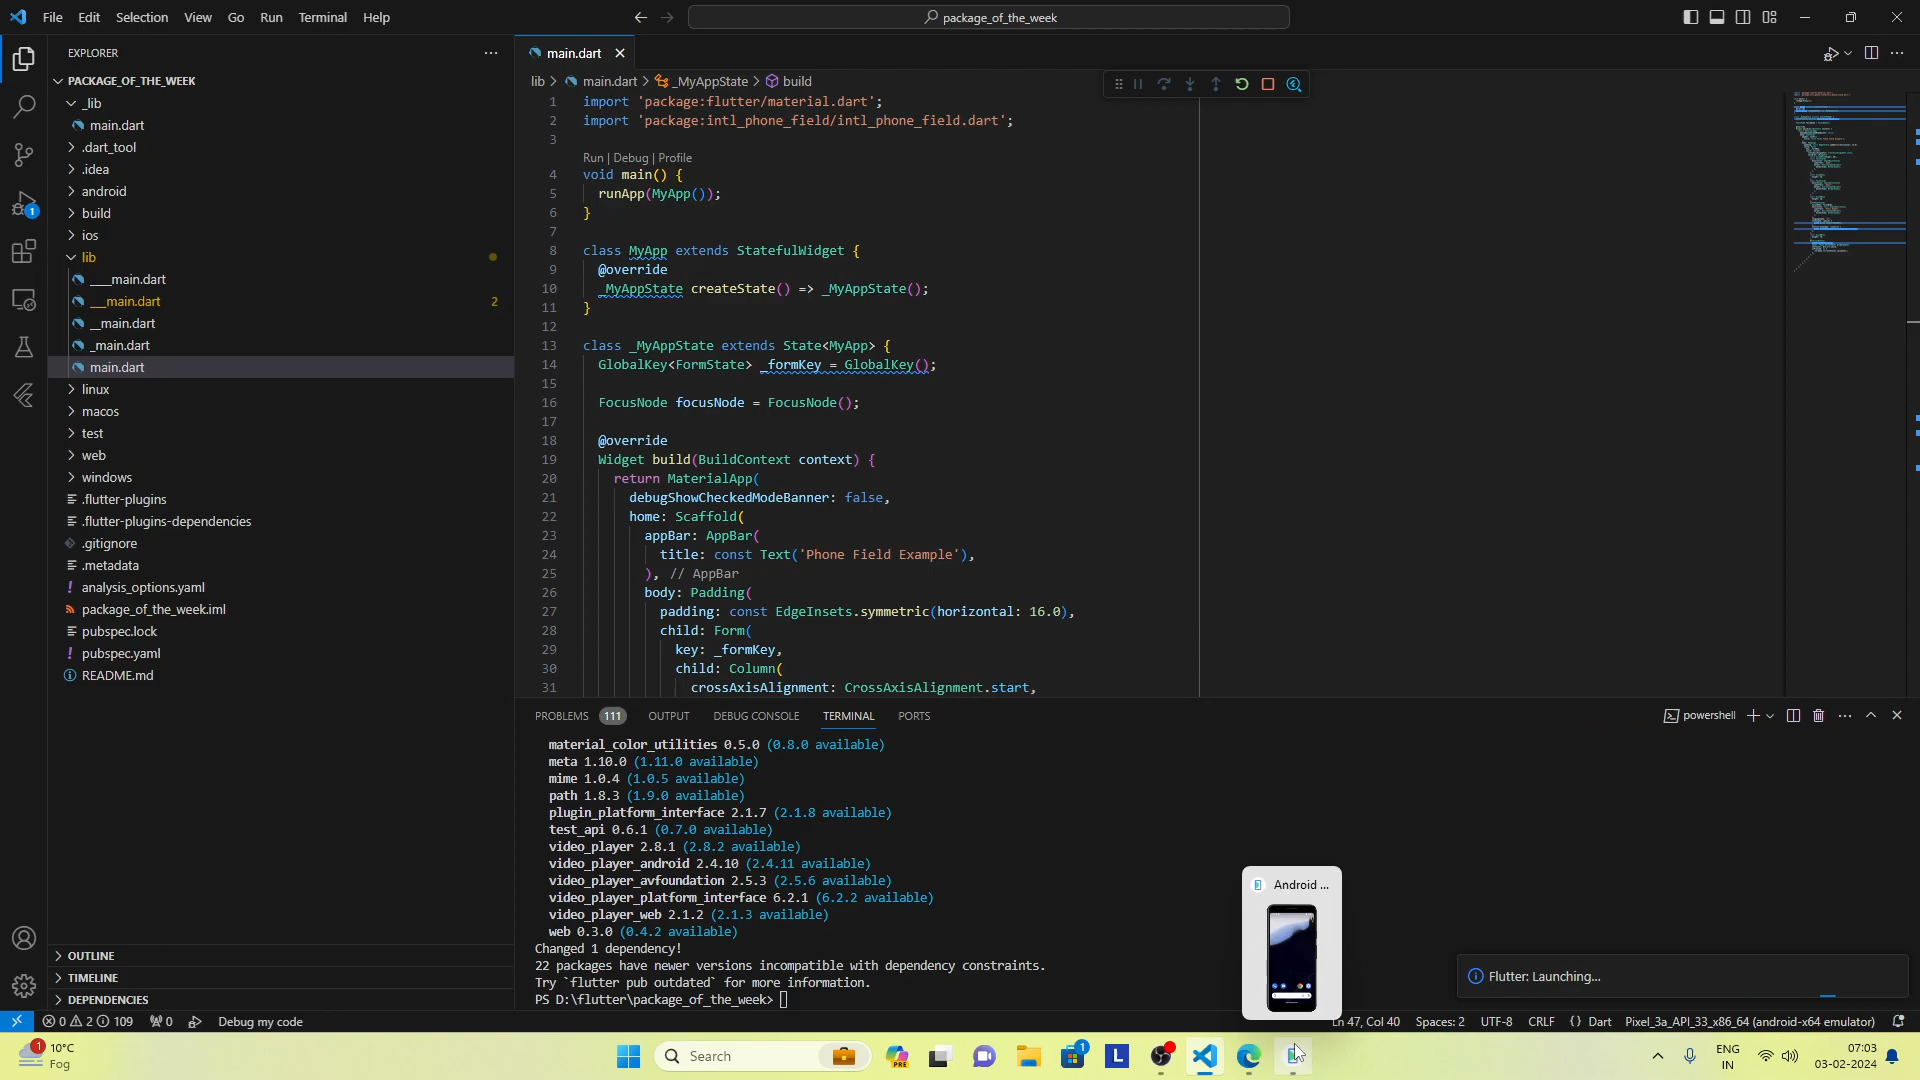 File Edit Selection View Go Run Terminal Help
package_of_the_week
EXPLORER
PACKAGE_OF_THE_WEEK
_lib
main.dart
.dart_tool
.idea
android
build
ios
lib
____main.dart
___main.dart 2
__main.dart
_main.dart
main.dart
linux
macos
test
web
windows
.flutter-plugins
.flutter-plugins-dependencies
.gitignore
.metadata
analysis_options.yaml
package_of_the_week.iml
pubspec.lock
pubspec.yaml
README.md
OUTLINE
TIMELINE
DEPENDENCIES
1
main.dart
lib > main.dart > _MyAppState > build
1 import 'package:flutter/material.dart';
2 import 'package:intl_phone_field/intl_phone_field.dart';
3
Run | Debug | Profile
4 void main() {
5 runApp(MyApp());
6 }
7
8 class MyApp extends StatefulWidget {
9 @override
10 _MyAppState createState() => _MyAppState();
11 }
12
13 class _MyAppState extends State<MyApp> {
14 GlobalKey<FormState> _formKey = GlobalKey();
15
16 FocusNode focusNode = FocusNode();
17
18 @override
19 Widget build(BuildContext context) {
20 return MaterialApp(
21 debugShowCheckedModeBanner: false,
22 home: Scaffold(
23 appBar: AppBar(
24 title: const Text('Phone Field Example'),
25 ), // AppBar
26 body: Padding(
27 padding: const EdgeInsets.symmetric(horizontal: 16.0),
28 child: Form(
29 key: _formKey,
30 child: Column(
31 crossAxisAlignment: CrossAxisAlignment.start,
PROBLEMS 111 OUTPUT DEBUG CONSOLE TERMINAL PORTS
powershell
material_color_utilities 0.5.0 (0.8.0 available)
meta 1.10.0 (1.11.0 available)
mime 1.0.4 (1.0.5 available)
path 1.8.3 (1.9.0 available)
plugin_platform_interface 2.1.7 (2.1.8 available)
test_api 0.6.1 (0.7.0 available)
video_player 2.8.1 (2.8.2 available)
video_player_android 2.4.10 (2.4.11 available)
video_player_avfoundation 2.5.3 (2.5.6 available)
video_player_platform_interface 6.2.1 (6.2.2 available)
video_player_web 2.1.2 (2.1.3 available)
web 0.3.0 (0.4.2 available)
Changed 1 dependency!
22 packages have newer versions incompatible with dependency constraints.
Try `flutter pub outdated` for more information.
PS D:\flutter\package_of_the_week>
Android ...
Flutter: Launching...
0 2 109 0 Debug my code
Ln 47, Col 40 Spaces: 2 UTF-8 CRLF {} Dart Pixel_3a_API_33_x86_64 (android-x64 emulator)
1
10°C
Fog
Search
PRE
1
L
ENG
IN
07:03
03-02-2024